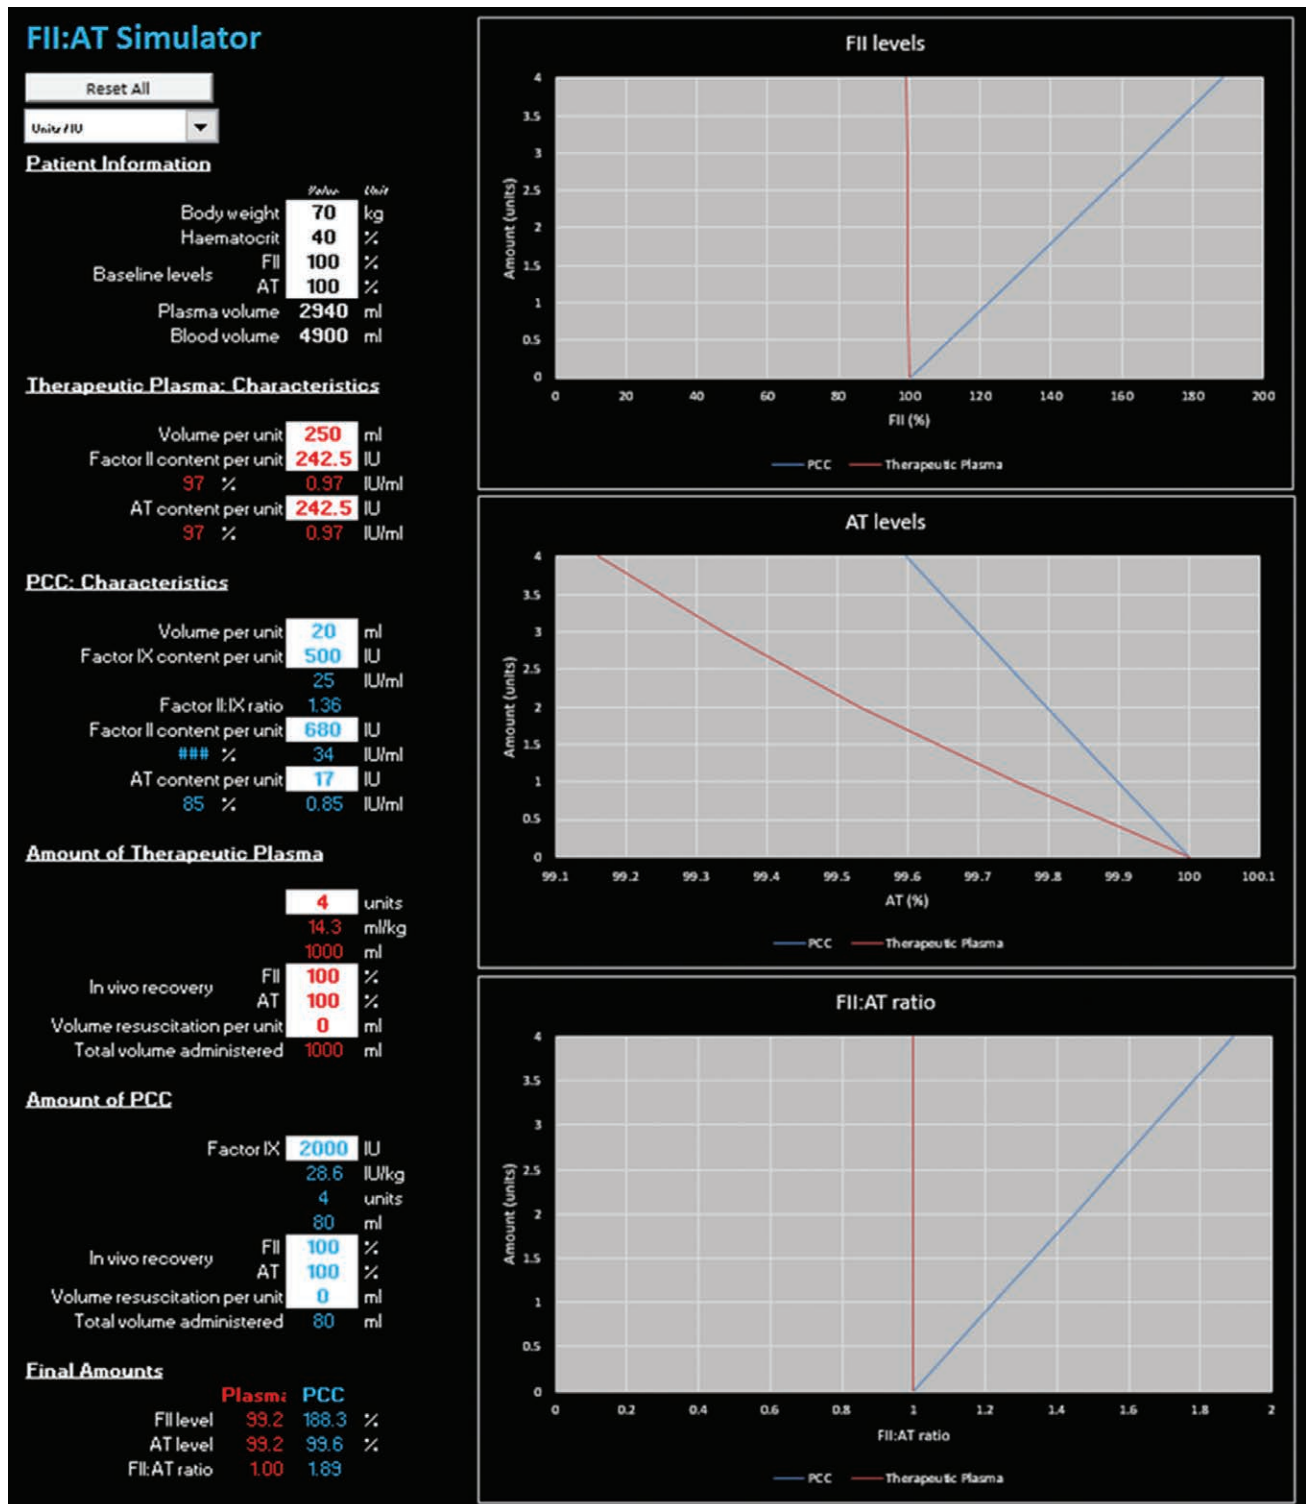 FII:AT Simulator
Reset All
Units / IU
Patient Information
Value Unit
Body weight 70 kg
Haematocrit 40 %
Baseline levels
FII 100 %
AT 100 %
Plasma volume 2940 ml
Blood volume 4900 ml
Therapeutic Plasma: Characteristics
Volume per unit 250 ml
Factor II content per unit 242.5 IU
97 % 0.97 IU/ml
AT content per unit 242.5 IU
97 % 0.97 IU/ml
PCC: Characteristics
Volume per unit 20 ml
Factor IX content per unit 500 IU
25 IU/ml
Factor II:IX ratio 1.36
Factor II content per unit 680 IU
### % 34 IU/ml
AT content per unit 17 IU
85 % 0.85 IU/ml
Amount of Therapeutic Plasma
4 units
14.3 ml/kg
1000 ml
In vivo recovery
FII 100 %
AT 100 %
Volume resuscitation per unit 0 ml
Total volume administered 1000 ml
Amount of PCC
Factor IX 2000 IU
28.6 IU/kg
4 units
80 ml
In vivo recovery
FII 100 %
AT 100 %
Volume resuscitation per unit 0 ml
Total volume administered 80 ml
Final Amounts
Plasma PCC
FII level 99.2 188.3 %
AT level 99.2 99.6 %
FII:AT ratio 1.00 1.89
FII levels
Amount (units)
4
3.5
3
2.5
2
1.5
1
0.5
0
0 20 40 60 80 100 120 140 160 180 200
FII (%)
PCC Therapeutic Plasma
AT levels
Amount (units)
4
3.5
3
2.5
2
1.5
1
0.5
0
99.1 99.2 99.3 99.4 99.5 99.6 99.7 99.8 99.9 100 100.1
AT (%)
PCC Therapeutic Plasma
FII:AT ratio
Amount (units)
4
3.5
3
2.5
2
1.5
1
0.5
0
0 0.2 0.4 0.6 0.8 1 1.2 1.4 1.6 1.8 2
FII:AT ratio
PCC Therapeutic Plasma